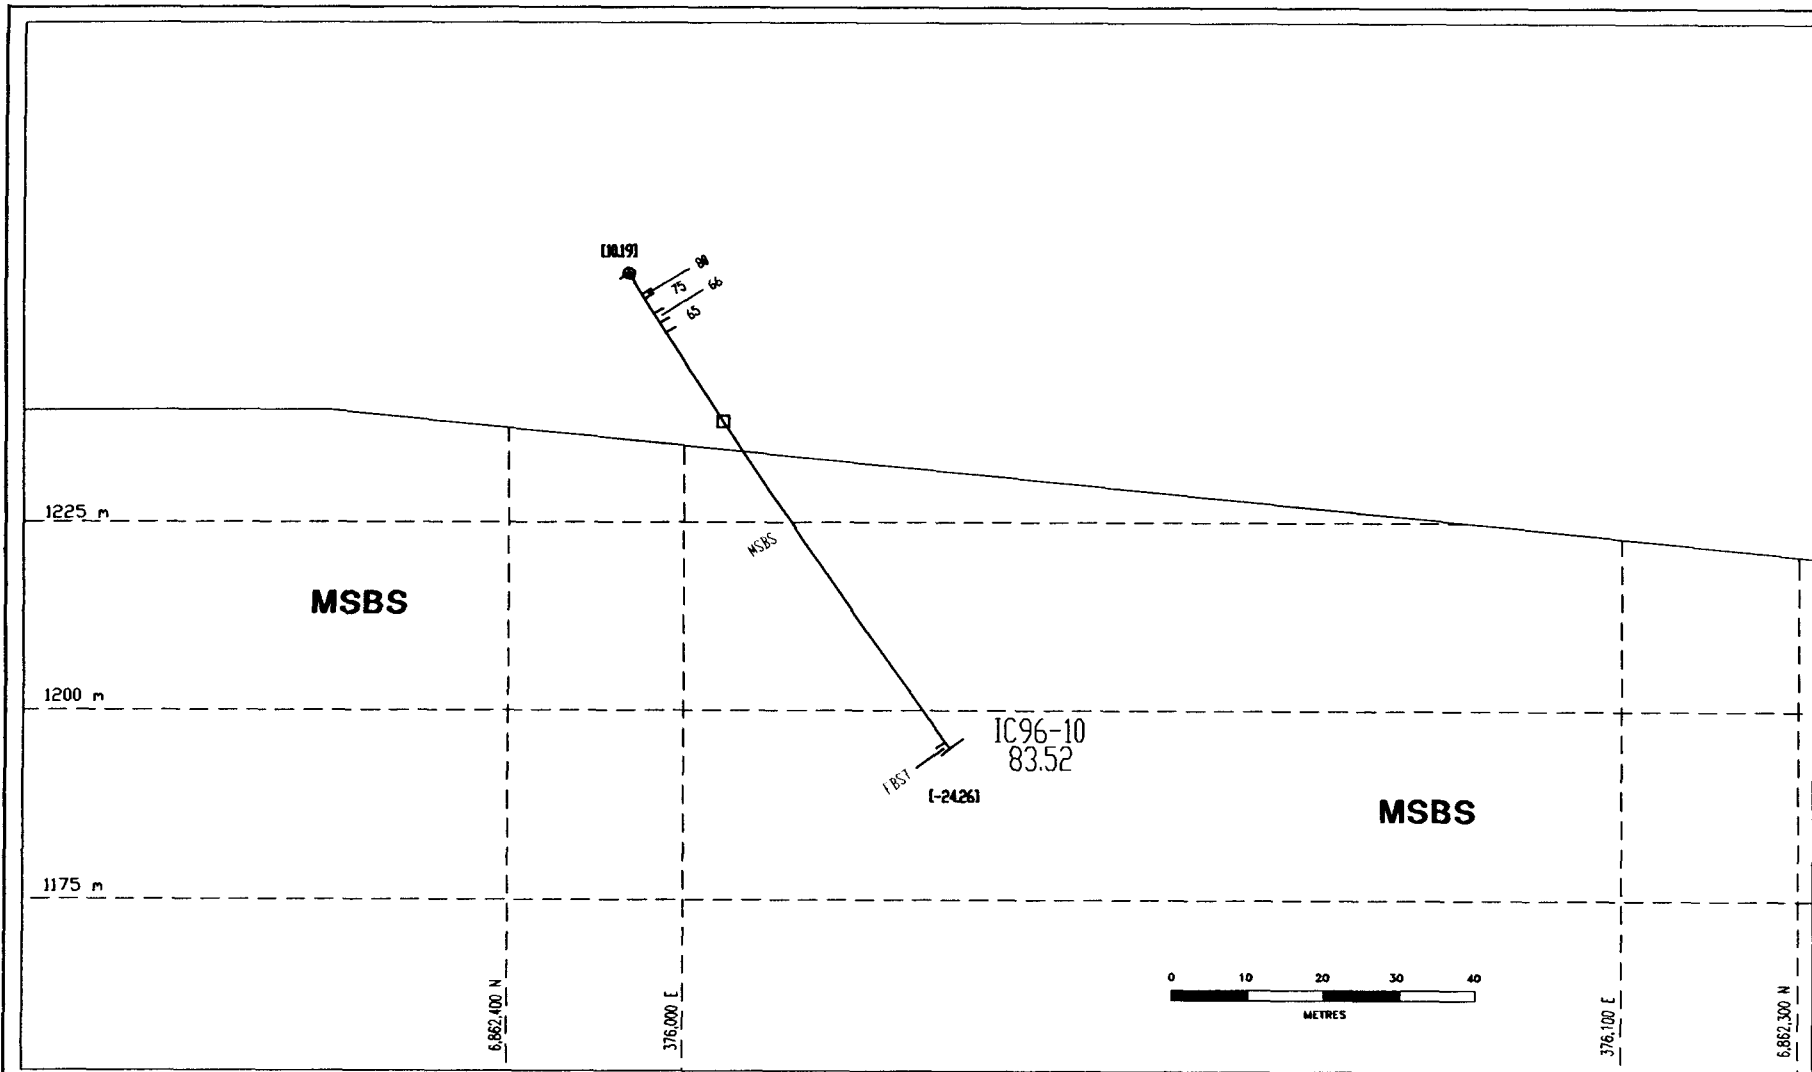 [10.19]
80
75
66
65
1225 m
MSBS
MSBS
1200 m
IC96-10
83.52
[-24.26]
MSBS
1175 m
0 10 20 30 40
METRES
6,862,400 N
376,000 E
376,100 E
6,862,300 N